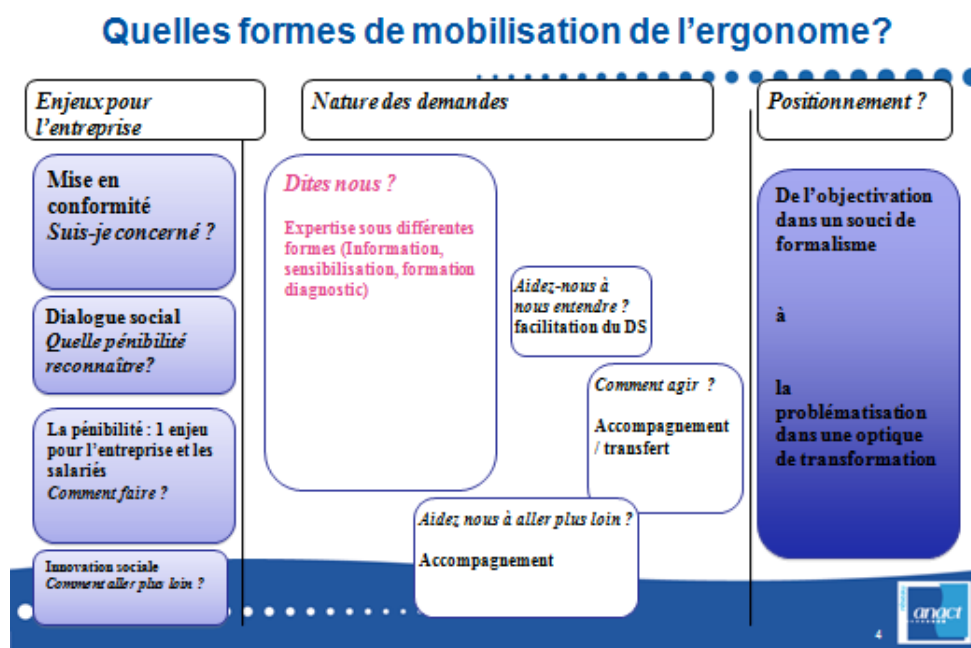 Quelles formes de mobilisation de l'ergonome?
Enjeux pour
l'entreprise
Nature des demandes
Positionnement ?
Mise en
conformité
Suis-je concerné ?
Dialogue social
Quelle pénibilité
reconnaître?
La pénibilité : 1 enjeu
pour l'entreprise et les
salariés
Comment faire ?
Innovation sociale
Comment aller plus loin ?
Dites nous ?
Expertise sous différentes
formes (Information,
sensibilisation, formation
diagnostic)
Aidez-nous à
nous entendre ?
facilitation du DS
Comment agir ?
Accompagnement
/ transfert
Aidez nous à aller plus loin ?
Accompagnement
De l'objectivation
dans un souci de
formalisme
à
la
problématisation
dans une optique
de transformation
4
anact